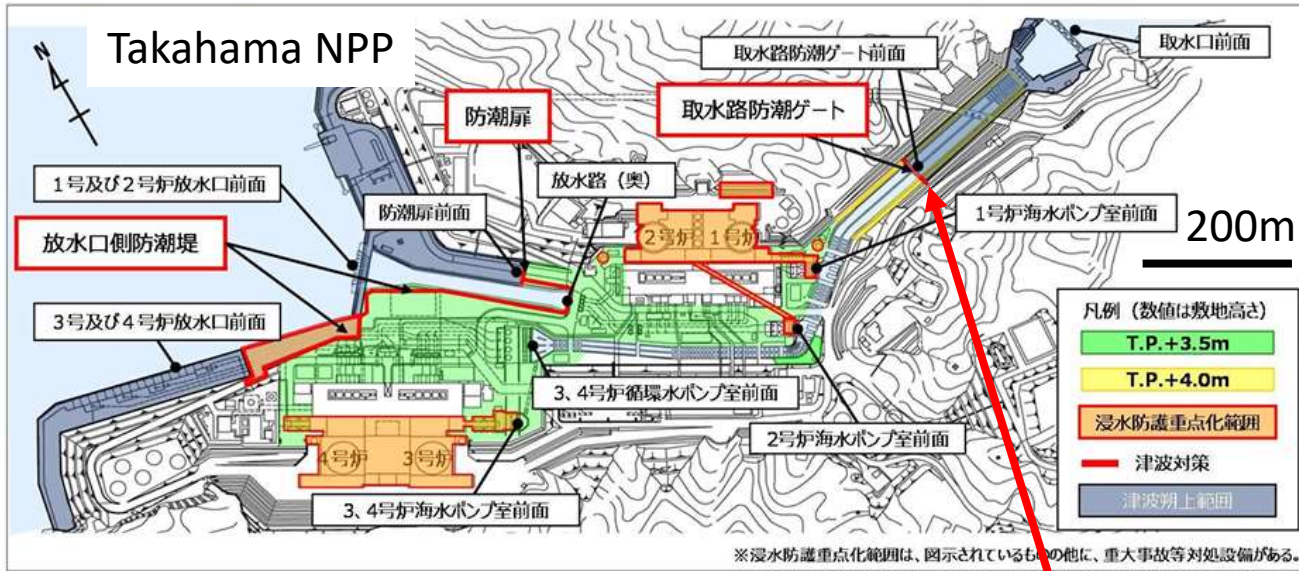 Takahama NPP
N
取水路防潮ゲート前面
取水口前面
防潮扉
取水路防潮ゲート
1号及び2号炉放水口前面
放水路（奥）
防潮扉前面
1号炉海水ポンプ室前面
200m
放水口側防潮堤
2号炉
1号炉
3号及び4号炉放水口前面
凡例（数値は敷地高さ）
T.P.+3.5m
T.P.+4.0m
3、4号炉循環水ポンプ室前面
浸水防護重点化範囲
2号炉海水ポンプ室前面
津波対策
4号炉
3号炉
3、4号炉海水ポンプ室前面
津波朔上範囲
※浸水防護重点化範囲は、図示されているものの他に、重大事故等対処設備がある。